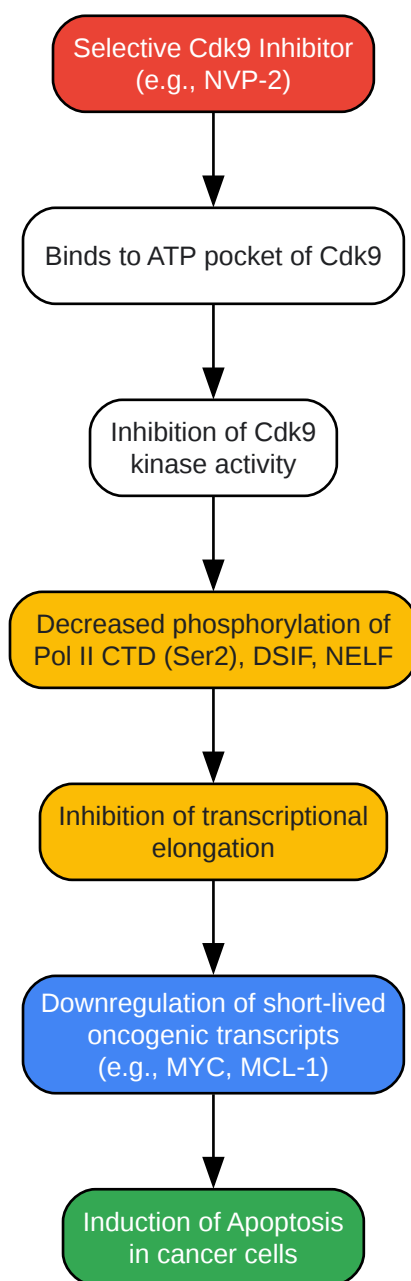 Selective Cdk9 Inhibitor
(e.g., NVP-2)
Binds to ATP pocket of Cdk9
Inhibition of Cdk9
kinase activity
Decreased phosphorylation of
Pol II CTD (Ser2), DSIF, NELF
Inhibition of transcriptional
elongation
Downregulation of short-lived
oncogenic transcripts
(e.g., MYC, MCL-1)
Induction of Apoptosis
in cancer cells